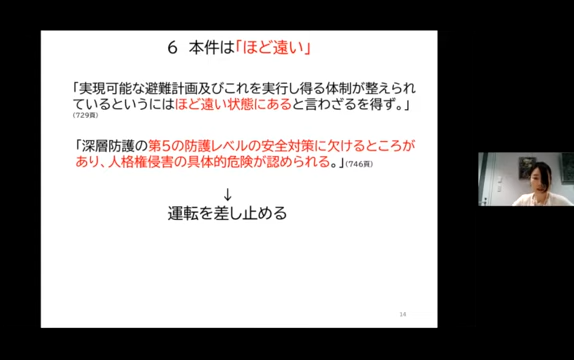 6 本件は「ほど遠い」
「実現可能な避難計画及びこれを実行し得る体制が整えられ
ているというにはほど遠い状態にあると言わざるを得ず。」
(729頁)
「深層防護の第5の防護レベルの安全対策に欠けるところが
あり、人格権侵害の具体的危険が認められる。」(746頁)
↓
運転を差し止める
14